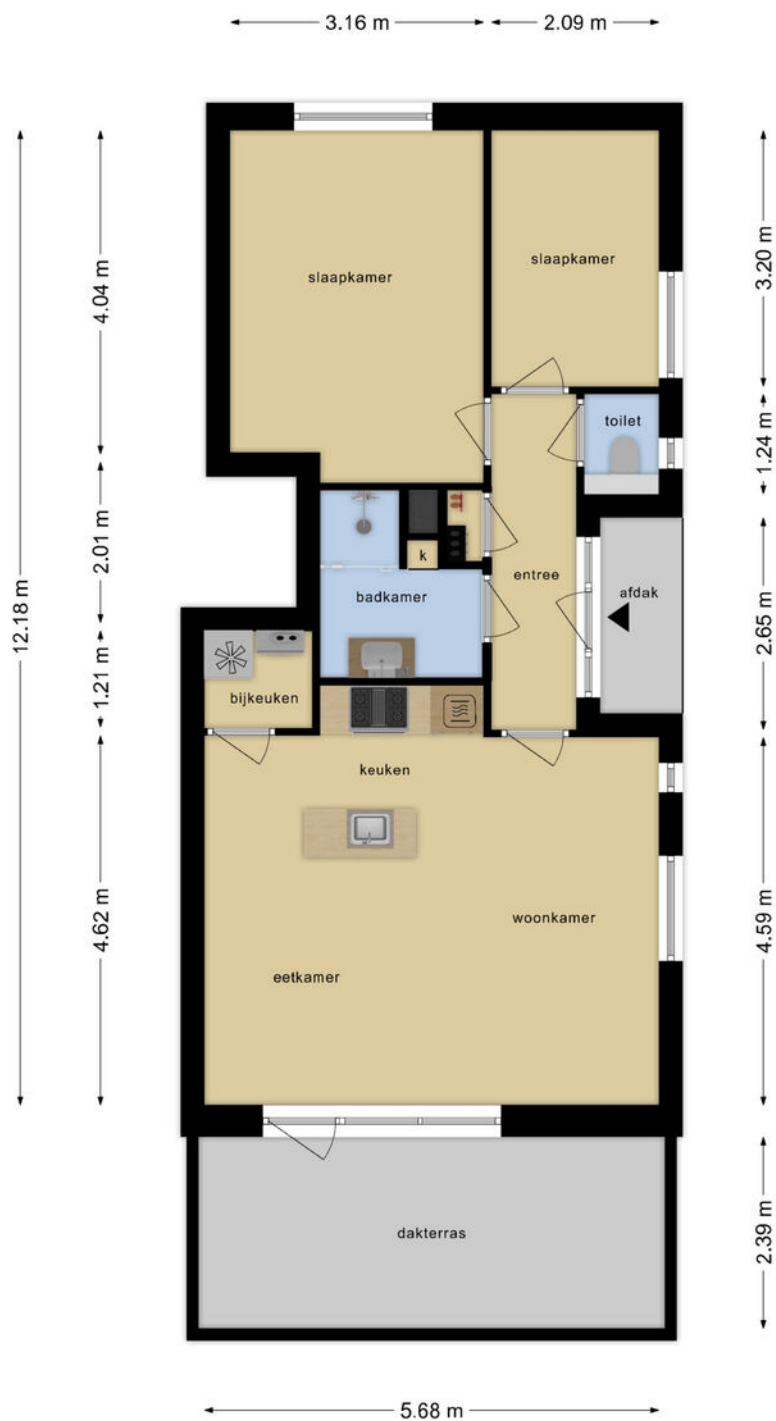 3.16 m
2.09 m
slaapkamer
slaapkamer
4.04 m
3.20 m
toilet
1.24 m
2.01 m
k
badkamer
entree
afdak
12.18 m
2.65 m
1.21 m
bijkeuken
keuken
4.62 m
woonkamer
4.59 m
eetkamer
dakterras
2.39 m
5.68 m